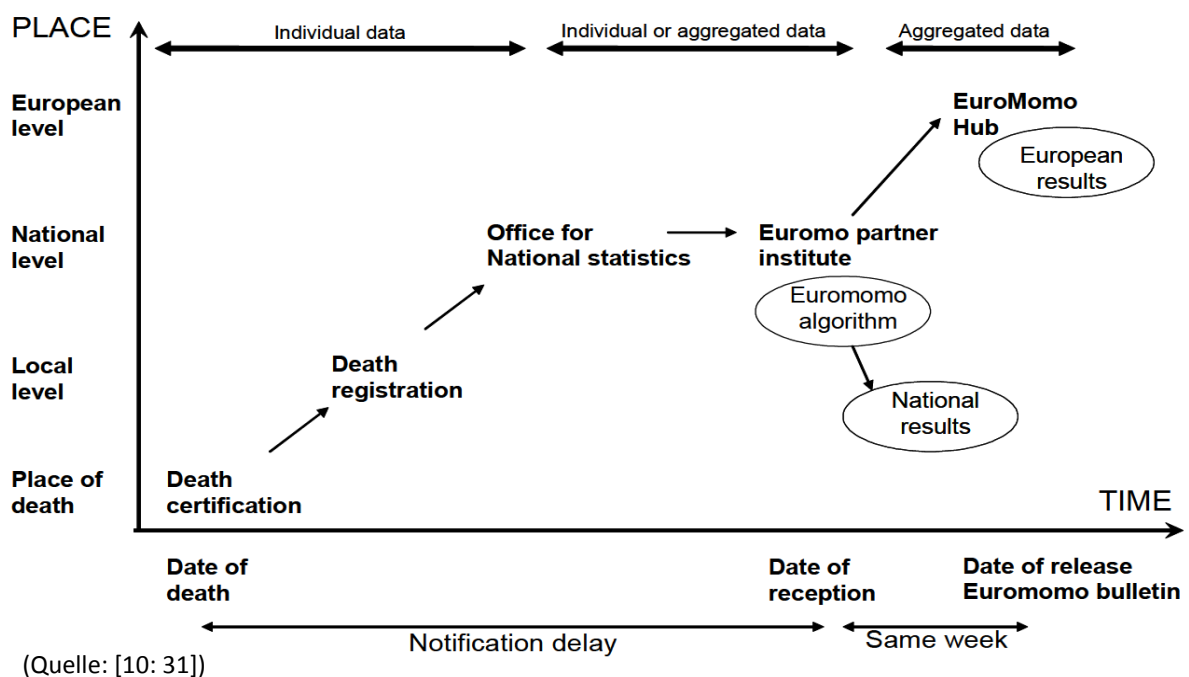 PLACE
Individual data
Individual or aggregated data
Aggregated data
European
level
EuroMomo
Hub
European
results
National
level
Office for
National statistics
Euromo partner
institute
Euromomo
algorithm
Local
level
Death
registration
National
results
Place of
death
Death
certification
TIME
Date of
death
Date of
reception
Date of release
Euromomo bulletin
Notification delay
Same week
(Quelle: [10: 31])